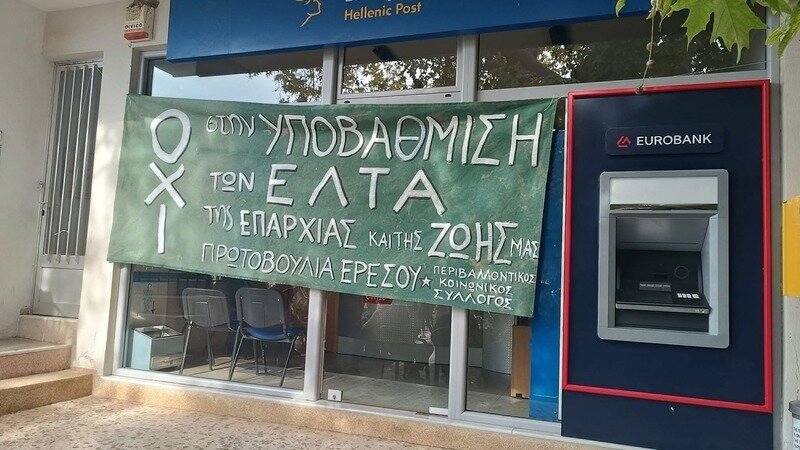 Hellenic Post
ΟΧΙ
στην ΥΠΟΒΑΘΜΙΣΗ
των ΕΛΤΑ
της ΕΠΑΡΧΙΑΣ ΚΑΙ ΤΗΣ ΖΩΗΣ ΜΑΣ
ΠΡΩΤΟΒΟΥΛΙΑ ΕΡΕΣΟΥ ★ ΠΕΡΙΒΑΛΛΟΝΤΙΚΟΣ
ΚΟΙΝΩΝΙΚΟΣ
ΣΥΛΛΟΓΟΣ
EUROBANK